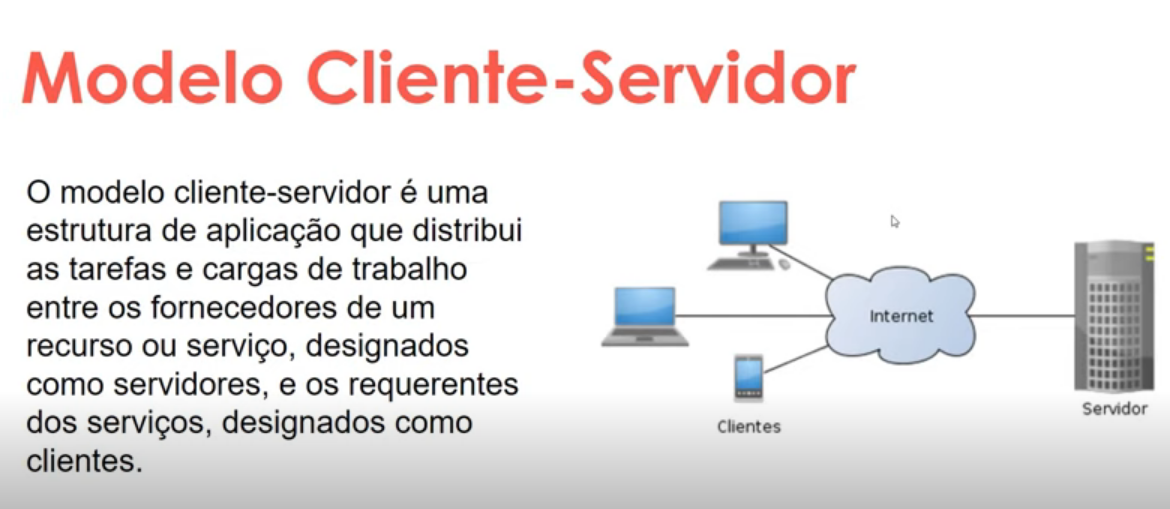 Modelo Cliente-Servidor
O modelo cliente-servidor é uma
estrutura de aplicação que distribui
as tarefas e cargas de trabalho
entre os fornecedores de um
recurso ou serviço, designados
como servidores, e os requerentes
dos serviços, designados como
clientes.
Internet
Servidor
Clientes